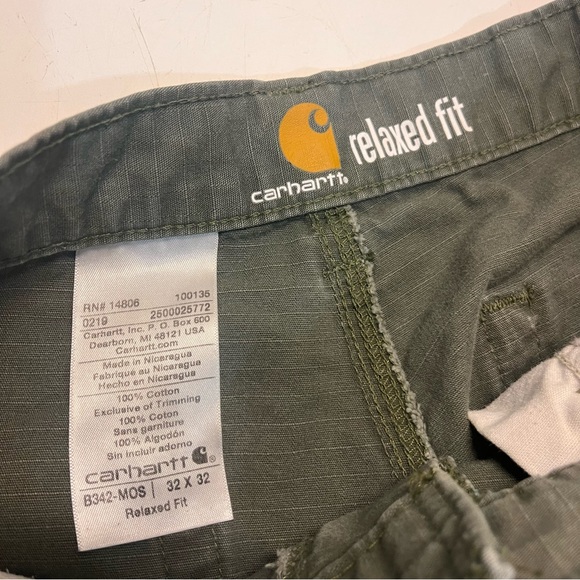 carhartt
relaxed fit
RN# 14806 100135
0219 2500025772
Carhartt, Inc. P.O. Box 600
Dearborn, MI 48121 USA
Carhartt.com
Made in Nicaragua
Fabriqué au Nicaragua
Hecho en Nicaragua
100% Cotton
Exclusive of Trimming
100% Coton
Sans garniture
100% Algodón
Sin incluir adorno
carhartt
B342-MOS | 32 X 32
Relaxed Fit